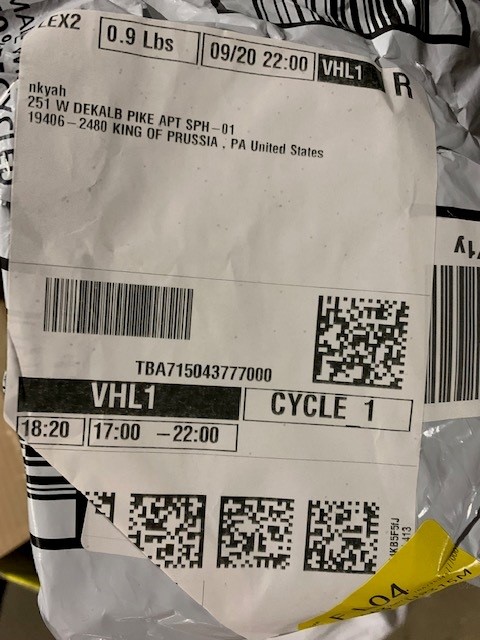 EX2
0.9 Lbs
09/20 22:00
VHL1
R
nkyah
251 W DEKALB PIKE APT SPH-01
19406-2480 KING OF PRUSSIA , PA United States
TBA715043777000
VHL1
CYCLE_1
18:20
17:00 -22:00